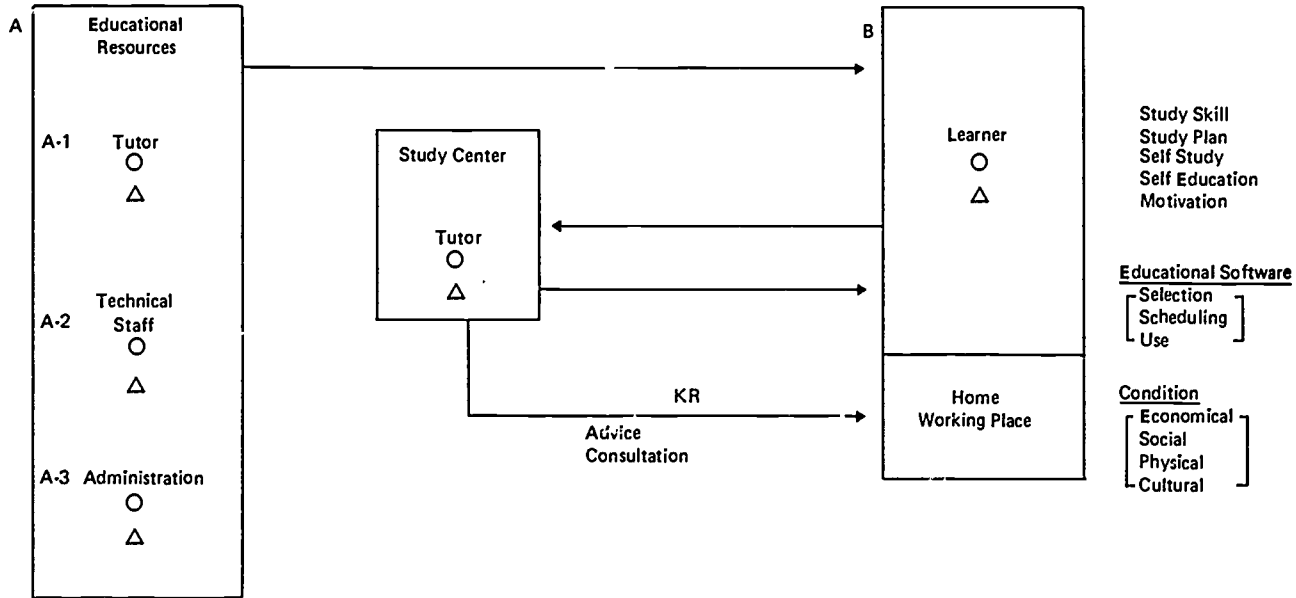 A
Educational
Resources
A-1
Tutor
A-2
Technical
Staff
A-3
Administration
Study Center
Tutor
KR
Advice
Consultation
B
Learner
Home
Working Place
Study Skill
Study Plan
Self Study
Self Education
Motivation
Educational Software
Selection
Scheduling
Use
Condition
Economical
Social
Physical
Cultural